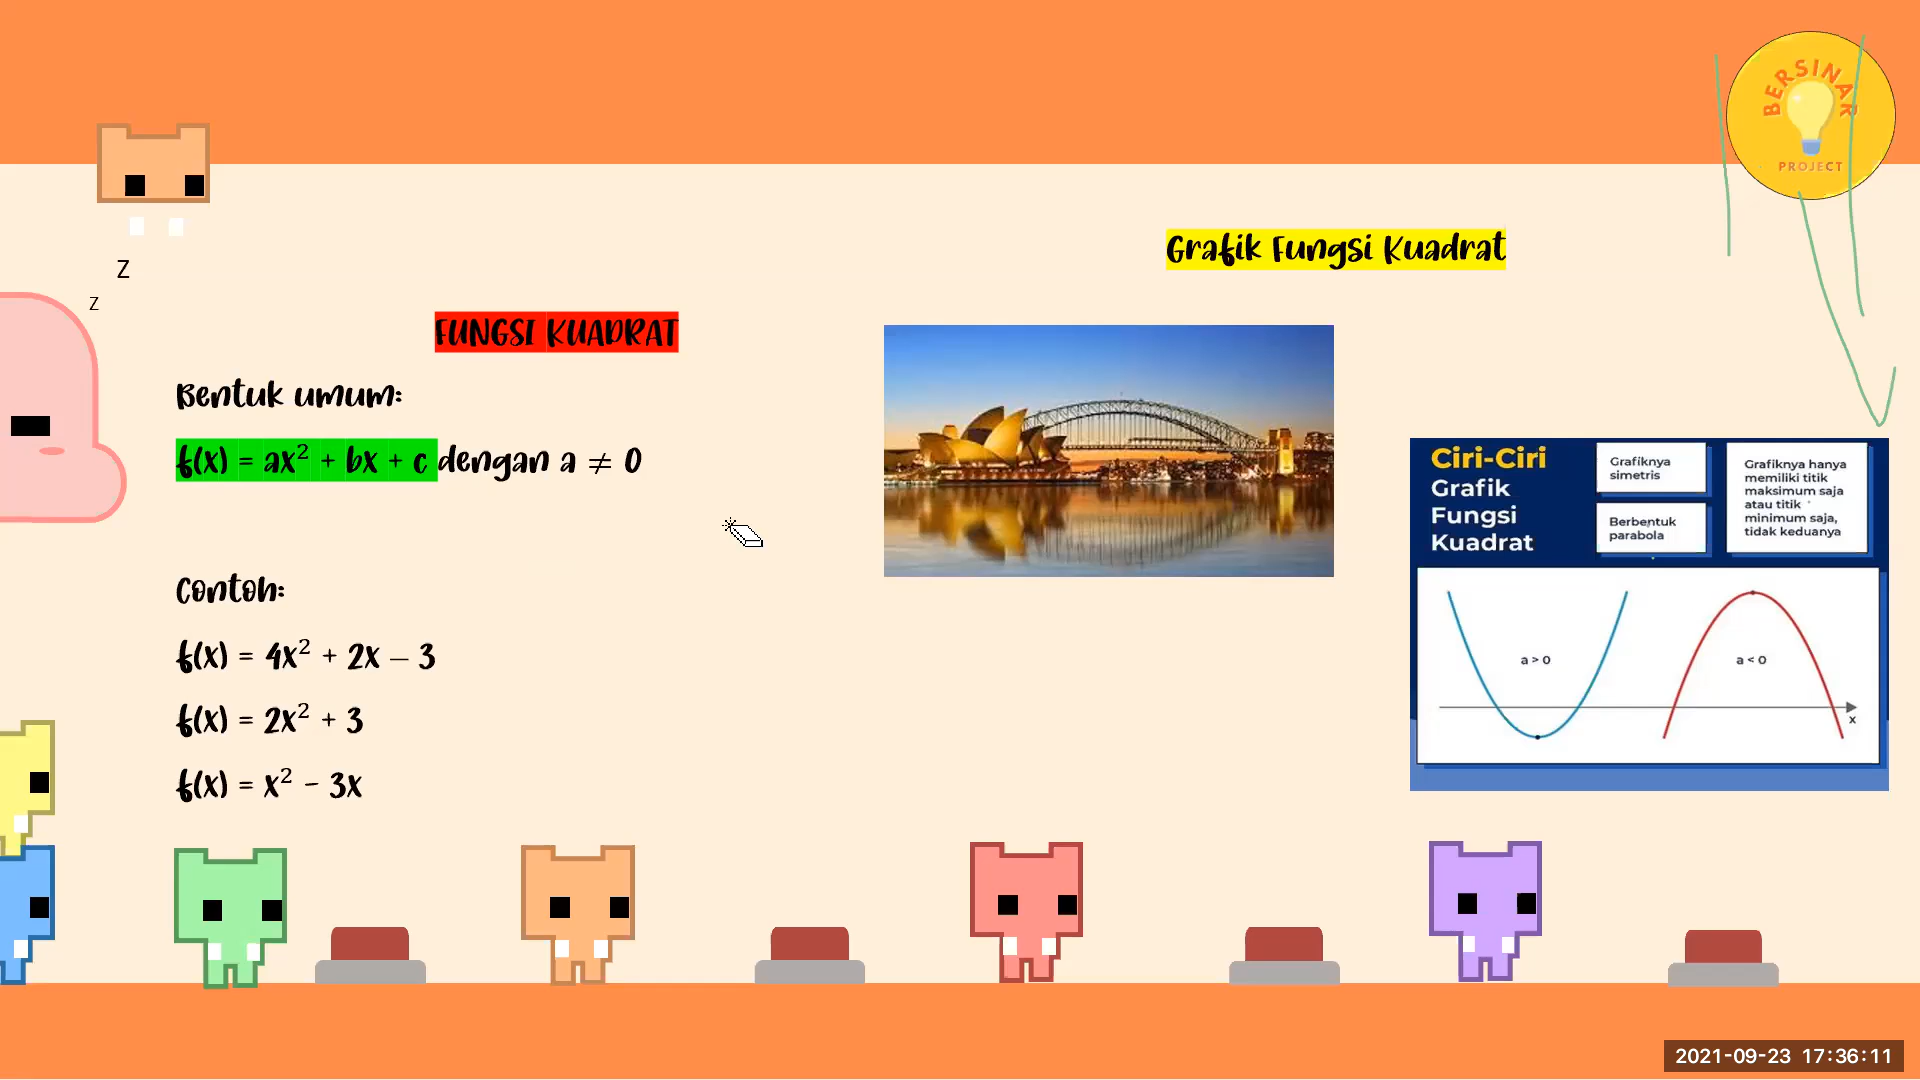 BERSINAR
PROJECT
Z
Z
Grafik Fungsi Kuadrat
FUNGSI KUADRAT
Bentuk umum:
f(x) = ax² + bx + c dengan a ≠ 0
Contoh:
f(x) = 4x² + 2x – 3
f(x) = 2x² + 3
f(x) = x² - 3x
Ciri-Ciri
Grafik
Fungsi
Kuadrat
Grafiknya
simetris
Berbentuk
parabola
Grafiknya hanya
memiliki titik
maksimum saja
atau titik
minimum saja,
tidak keduanya
a > 0
a < 0
x
2021-09-23 17:36:11